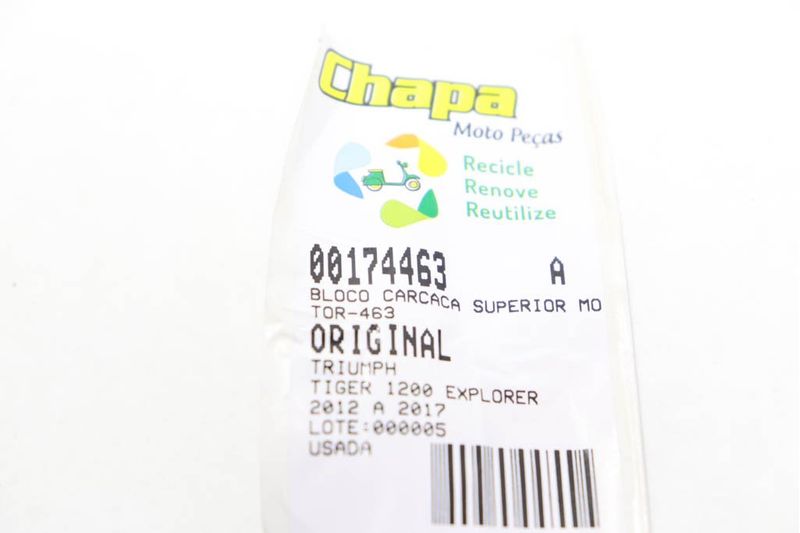 Chapa
Moto Peças
Recicle
Renove
Reutilize
00174463 A
BLOCO CARCACA SUPERIOR MO
TOR-463
ORIGINAL
TRIUMPH
TIGER 1200 EXPLORER
2012 A 2017
LOTE:000005
USADA